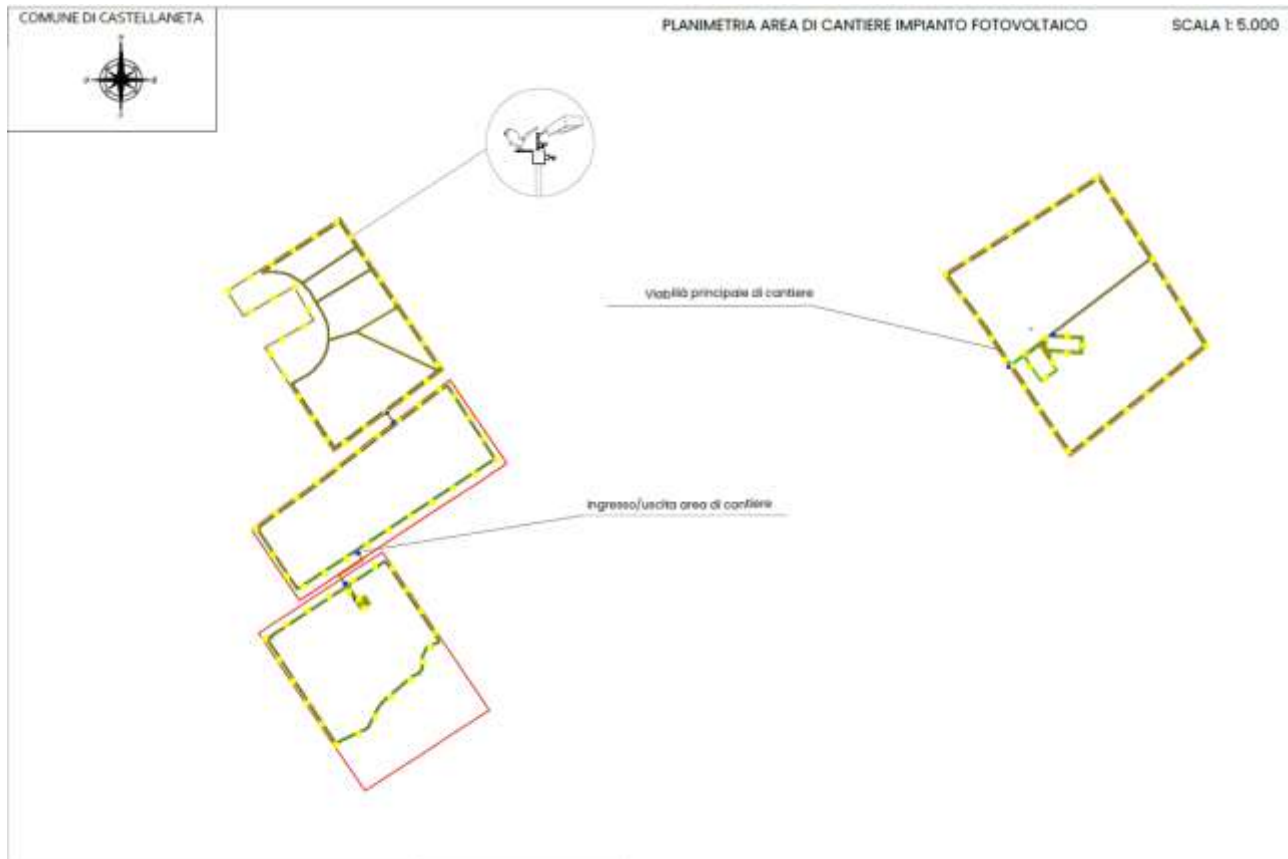 COMUNE DI CASTELLANETA
PLANIMETRIA AREA DI CANTIERE IMPIANTO FOTOVOLTAICO
SCALA 1: 5.000
Viabilià principale di cantiere
Ingresso/uscita area di cantiere